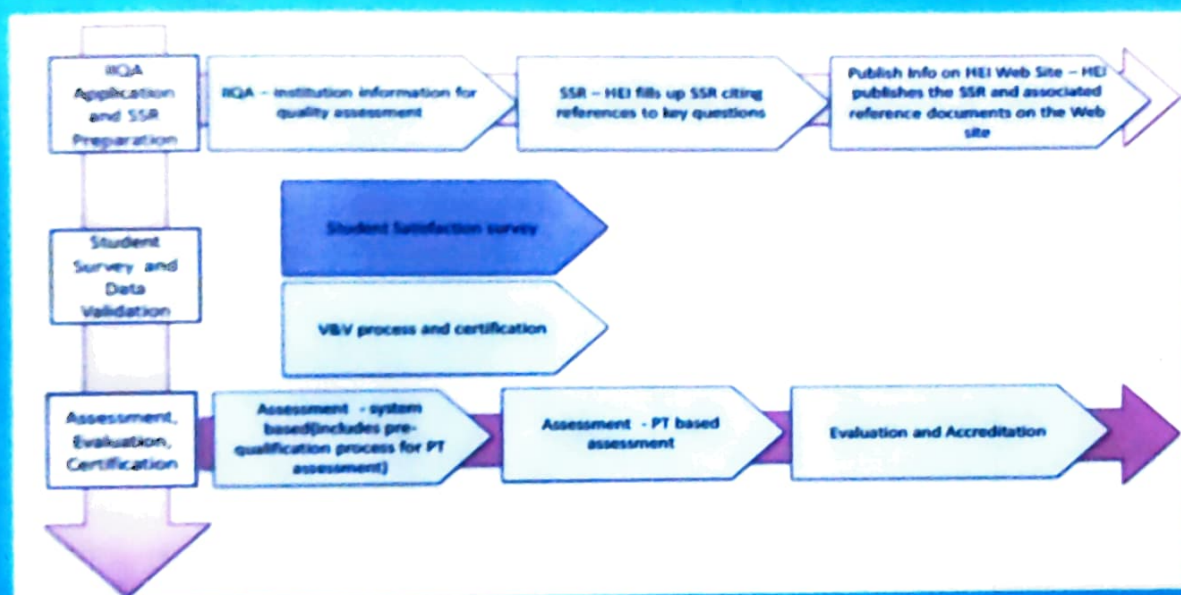 IIQA
Application
and SSR
Preparation
IIQA – Institution information for
quality assessment
SSR – HEI fills up SSR citing
references to key questions
Publish Info on HEI Web Site – HEI
publishes the SSR and associated
reference documents on the Web
site
Student
Survey and
Data
Validation
Student Satisfaction survey
V&V process and certification
Assessment,
Evaluation,
Certification
Assessment - system
based(includes pre-
qualification process for PT
assessment)
Assessment - PT based
assessment
Evaluation and Accreditation